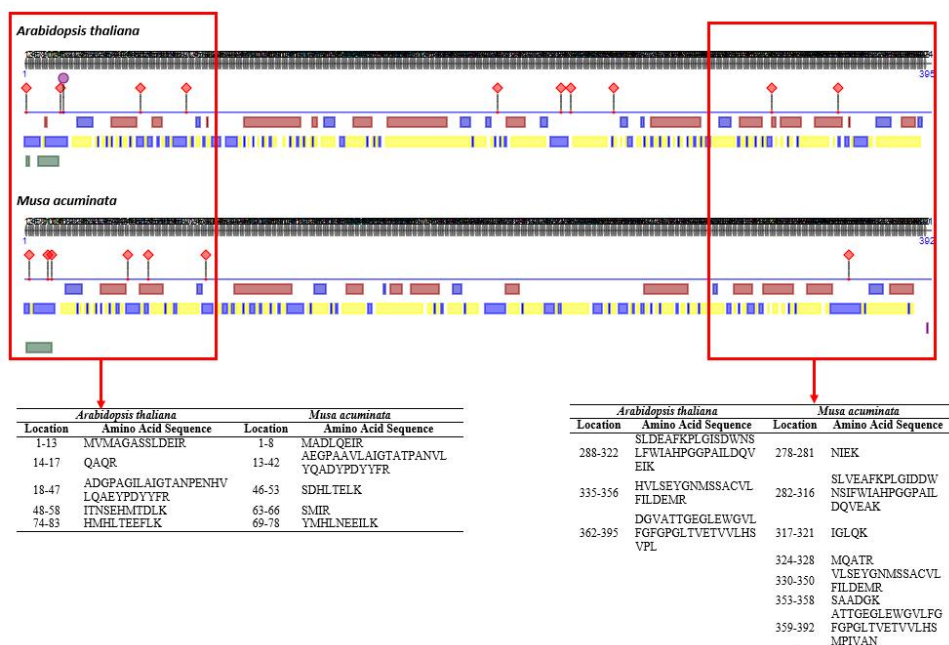 Arabidopsis thaliana
1
395
Musa acuminata
1
392
Arabidopsis thaliana Musa acuminata
Location Amino Acid Sequence Location Amino Acid Sequence
1-13 MVMAGASSLDEIR 1-8 MADLQEIR
14-17 QAQR 13-42 AEGPAAVLAIGTATPANVL
YQADYPDYYFR
18-47 ADGPAGILAIGTANPENHV
LQAEYPDYYFR 46-53 SDHLTELK
48-58 ITNSEHMTDLK 63-66 SMIR
74-83 HMHLTEEFLK 69-78 YMHLNEEILK
Arabidopsis thaliana Musa acuminata
Location Amino Acid Sequence Location Amino Acid Sequence
288-322 SLDEAFKPLGISDWNS
LFWIAHPGGPAILDQV
EIK 278-281 NIEK
335-356 HVLSEYGNMSSACVL
FILDEMR 282-316 SLVEAFKPLGIDDW
NSIFWIAHPGGPAIL
DQVEAK
362-395 DGVATTGEGLEWGVL
FGFGPGLTVETVVLHS
VPL 317-321 IGLQK
324-328 MQATR
330-350 VLSEYGNMSSACVL
FILDEMR
353-358 SAADGK
359-392 ATTGEGLEWGVLFG
FGPGLTVETVVLHS
MPIVAN